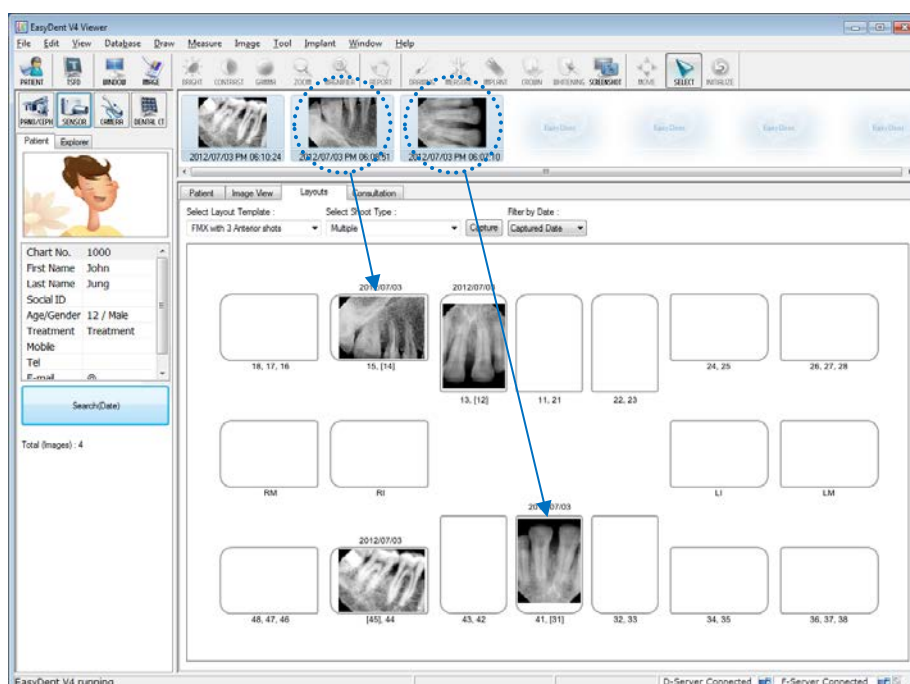 EasyDent V4 Viewer
File Edit View Database Draw Measure Image Tool Implant Window Help
PATIENT TSFD WINDOW IMAGE BRIGHT CONTRAST GAMMA ZOOM REPORT MEASURE IMPLANT CROWN WHITENING SCREENSHOT MOVE SELECT INITIALIZE
PANO/CEPH SENSOR CAMERA DENTAL CT
Patient Explorer
EasyDent EasyDent EasyDent EasyDent
2012/07/03 PM 06:10:24 2012/07/03 PM 06: 51 2012/07/03 PM 06:02:10
Patient Image View Layouts Consultation
Select Layout Template : Select Shoot Type : Filter by Date :
FMX with 3 Anterior shots Multiple Capture Captured Date
Chart No. 1000
First Name John
Last Name Jung
Social ID
Age/Gender 12 / Male
Treatment Treatment
Mobile
Tel
E-mail @
Search(Date)
Total (Images) : 4
2012/07/03 2012/07/03
18, 17, 16 15, [14] 24, 25 26, 27, 28
13, [12] 11, 21 22, 23
RM RI LI LM
2012/07/03
2012/07/03
48, 47, 46 [45], 44 43, 42 41, [31] 32, 33 34, 35 36, 37, 38
EasyDent V4 running D-Server Connected F-Server Connected